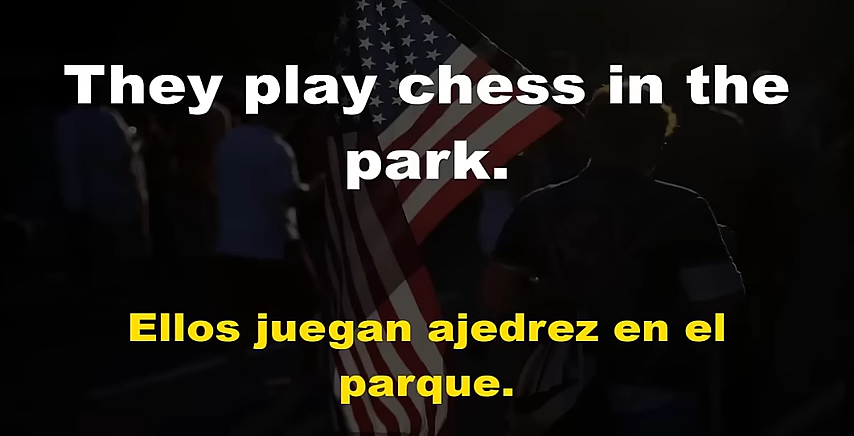 They play chess in the
park.
Ellos juegan ajedrez en el
parque.